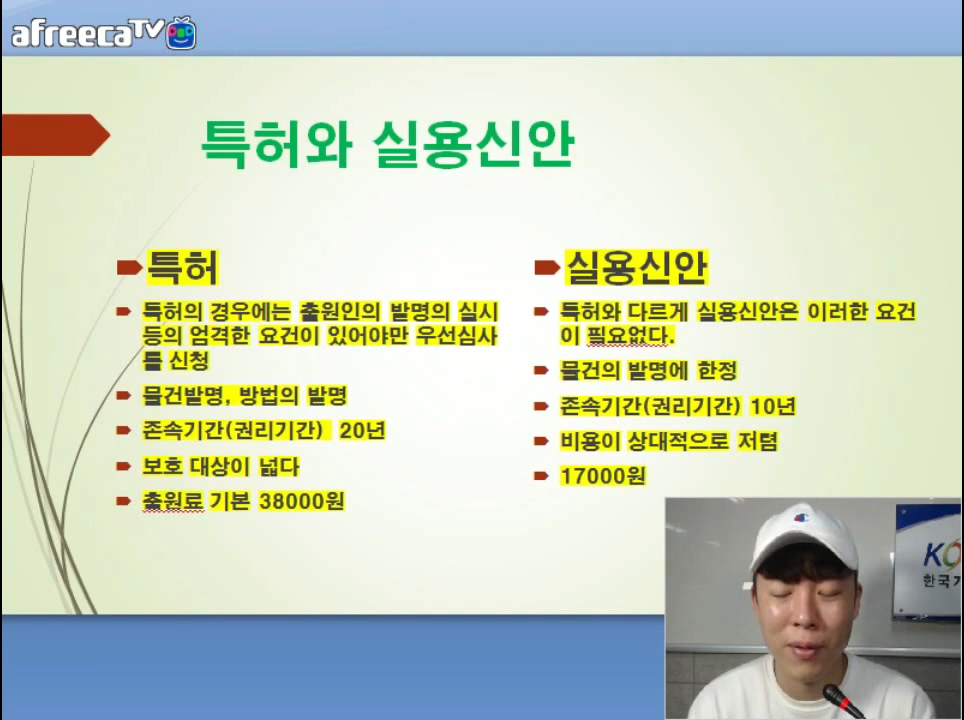 afreecaTV
특허와 실용신안
특허
특허의 경우에는 출원인의 발명의 실시
등의 엄격한 요건이 있어야만 우선심사
를 신청
물건발명, 방법의 발명
존속기간(권리기간) 20년
보호 대상이 넓다
출원료 기본 38000원
실용신안
특허와 다르게 실용신안은 이러한 요건
이 필요없다.
물건의 발명에 한정
존속기간(권리기간) 10년
비용이 상대적으로 저렴
17000원
KO
한국기